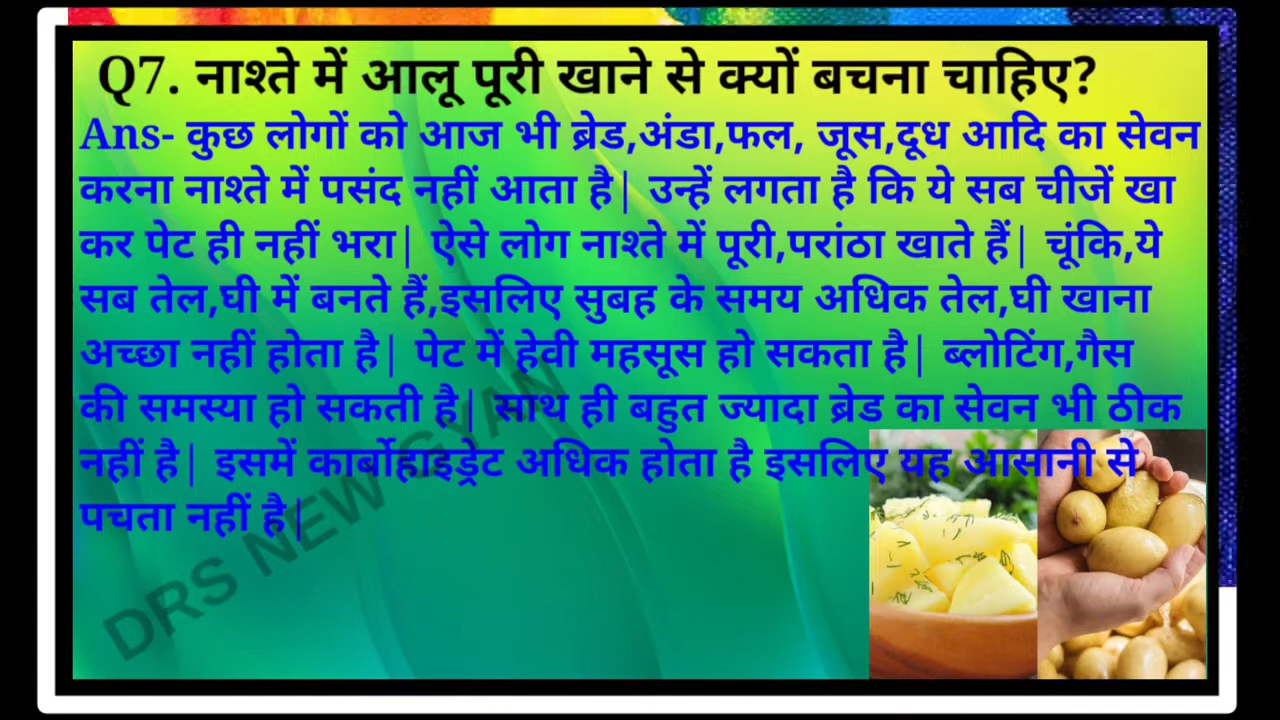 Q7. नाश्ते में आलू पूरी खाने से क्यों बचना चाहिए?
Ans- कुछ लोगों को आज भी ब्रेड,अंडा,फल, जूस,दूध आदि का सेवन
करना नाश्ते में पसंद नहीं आता है| उन्हें लगता है कि ये सब चीजें खा
कर पेट ही नहीं भरा| ऐसे लोग नाश्ते में पूरी,परांठा खाते हैं| चूंकि,ये
सब तेल,घी में बनते हैं,इसलिए सुबह के समय अधिक तेल,घी खाना
अच्छा नहीं होता है| पेट में हेवी महसूस हो सकता है| ब्लोटिंग,गैस
की समस्या हो सकती है| साथ ही बहुत ज्यादा ब्रेड का सेवन भी ठीक
नहीं है| इसमें कार्बोहाइड्रेट अधिक होता है इसलिए यह आसानी से
पचता नहीं है|
DRS NEW GYAN